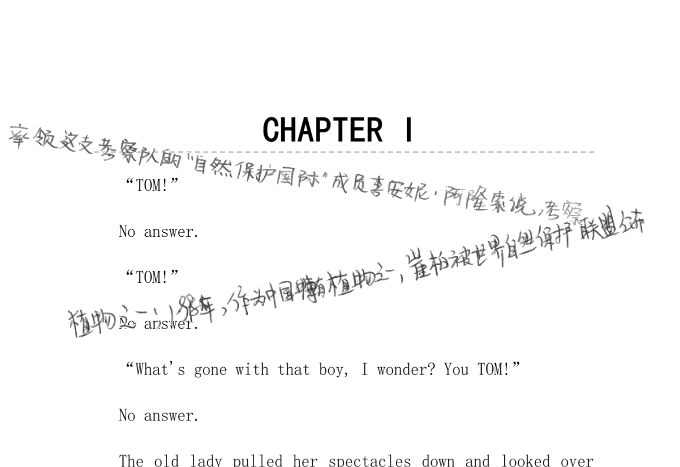 CHAPTER I
率领这支考察队的“自然保护国际”成员喜安妮·阿隆索说,考察
“TOM!”
No answer.
“TOM!”
植物之一,1998年,作为中国特有植物之一,崖柏被世界自然保护联盟公布
No answer.
“What's gone with that boy, I wonder? You TOM!”
No answer.
The old lady pulled her spectacles down and looked over